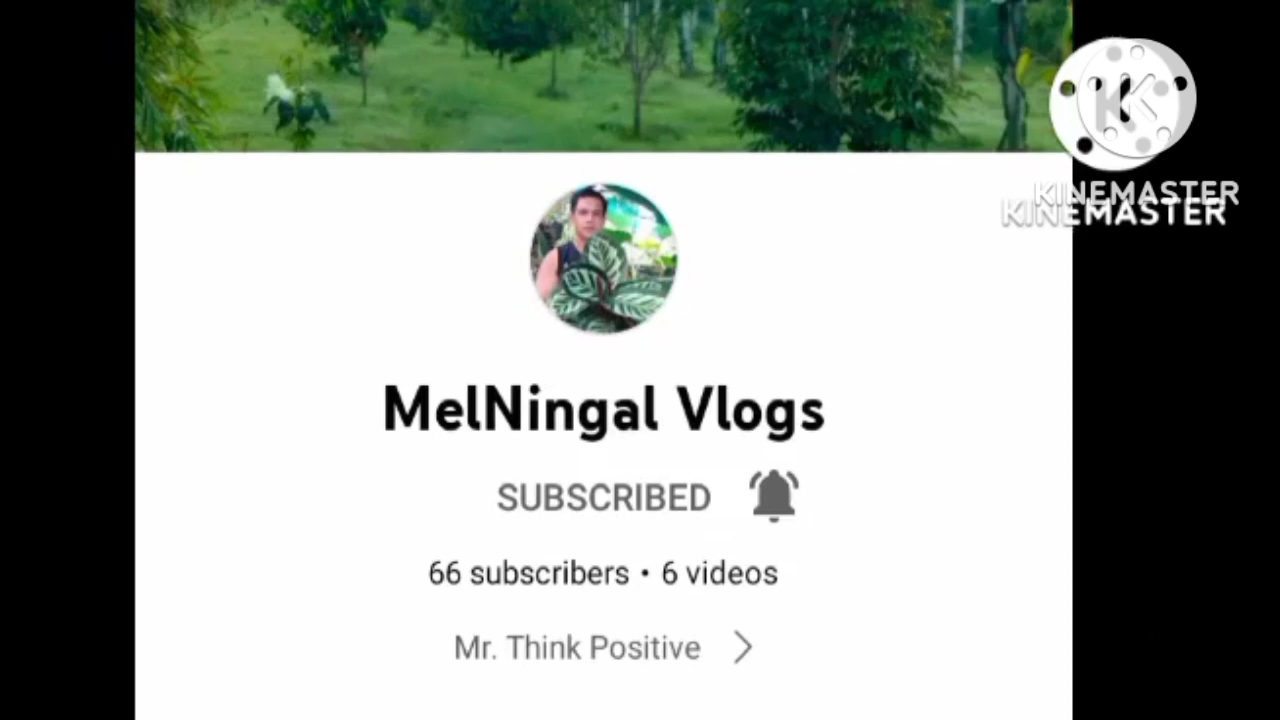 KINEMASTER
KINEMASTER
MelNingal Vlogs
SUBSCRIBED
66 subscribers • 6 videos
Mr. Think Positive